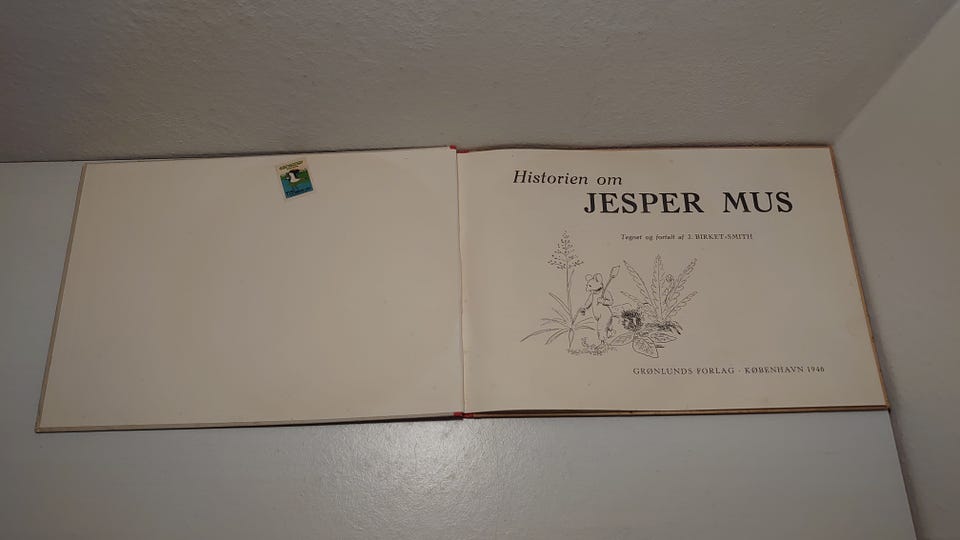 Historien om
JESPER MUS
Tegnet og fortalt af J. BIRKET-SMITH
GRØNLUNDS FORLAG · KØBENHAVN 1946